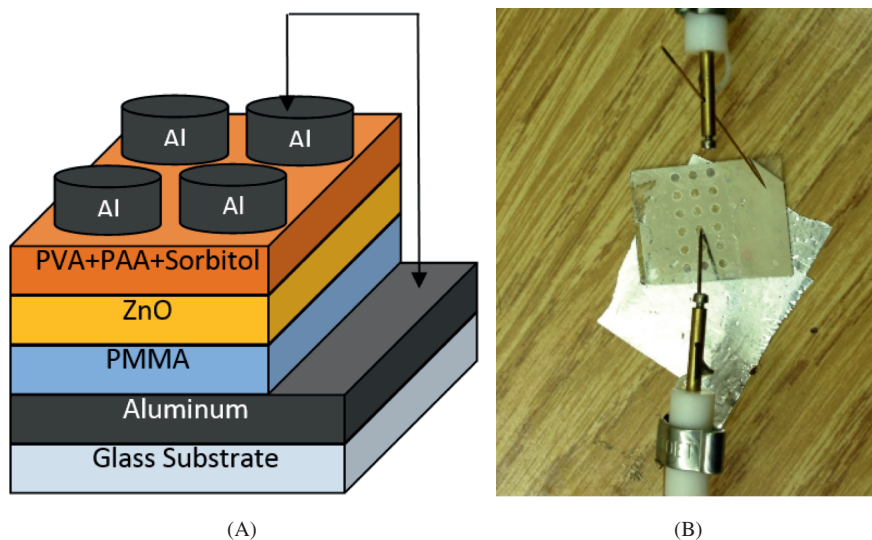 Al
Al
Al
Al
PVA+PAA+Sorbitol
ZnO
PMMA
Aluminum
Glass Substrate
(A)
(B)